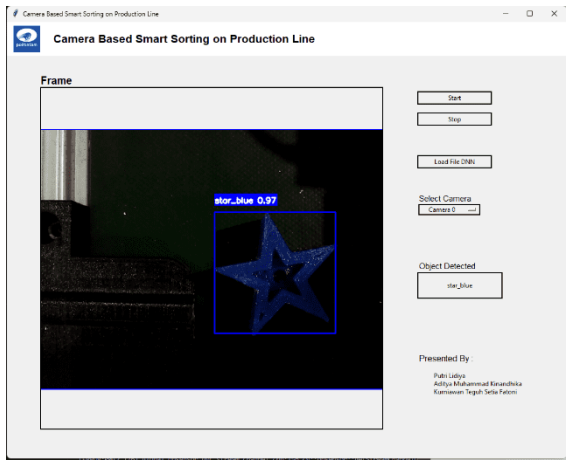 Camera Based Smart Sorting on Production Line
Camera Based Smart Sorting on Production Line
Frame
star_blue 0.97
Start
Stop
Load File DNN
Select Camera
Camera 0
Object Detected
star_blue
Presented By :
Putri Lidiya
Aditya Muhammad Kinandhika
Kurniawan Teguh Setia Fatoni